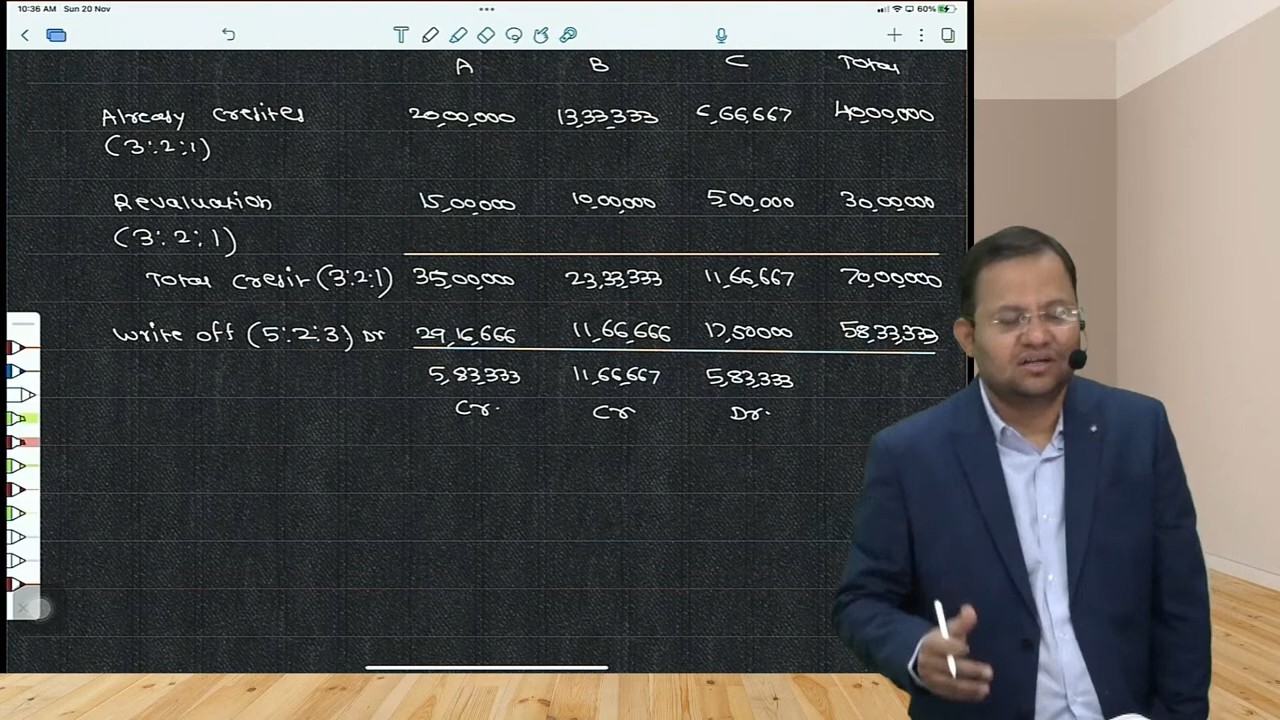 10:36 AM Sun 20 Nov
60%
A B C Total
Already credites 20,00,000 13,33,333 6,66,667 40,00,000
(3:2:1)
Revaluation 15,00,000 10,00,000 5,00,000 30,00,000
(3:2:1)
Total credit (3:2:1) 35,00,000 23,33,333 11,66,667 70,00,000
Write off (5:2:3) Dr 29,16,666 11,66,666 17,50000 58,33,333
5,83,333 11,66,667 5,83,333
Cr. Cr Dr.